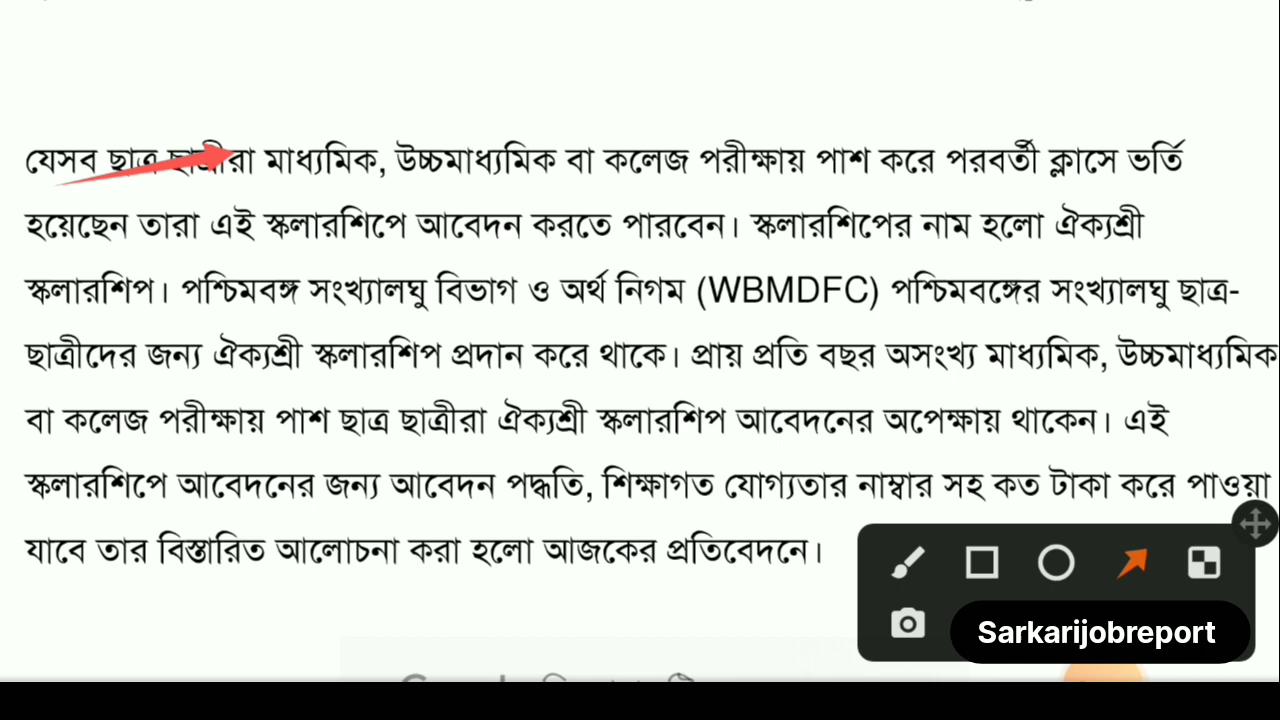 যেসব ছাত্র ছাত্রীরা মাধ্যমিক, উচ্চমাধ্যমিক বা কলেজ পরীক্ষায় পাশ করে পরবর্তী ক্লাসে ভর্তি
হয়েছেন তারা এই স্কলারশিপে আবেদন করতে পারবেন। স্কলারশিপের নাম হলো ঐক্যশ্রী
স্কলারশিপ। পশ্চিমবঙ্গ সংখ্যালঘু বিভাগ ও অর্থ নিগম (WBMDFC) পশ্চিমবঙ্গের সংখ্যালঘু ছাত্র-
ছাত্রীদের জন্য ঐক্যশ্রী স্কলারশিপ প্রদান করে থাকে। প্রায় প্রতি বছর অসংখ্য মাধ্যমিক, উচ্চমাধ্যমিক
বা কলেজ পরীক্ষায় পাশ ছাত্র ছাত্রীরা ঐক্যশ্রী স্কলারশিপ আবেদনের অপেক্ষায় থাকেন। এই
স্কলারশিপে আবেদনের জন্য আবেদন পদ্ধতি, শিক্ষাগত যোগ্যতার নাম্বার সহ কত টাকা করে পাওয়া
যাবে তার বিস্তারিত আলোচনা করা হলো আজকের প্রতিবেদনে।
Sarkarijobreport